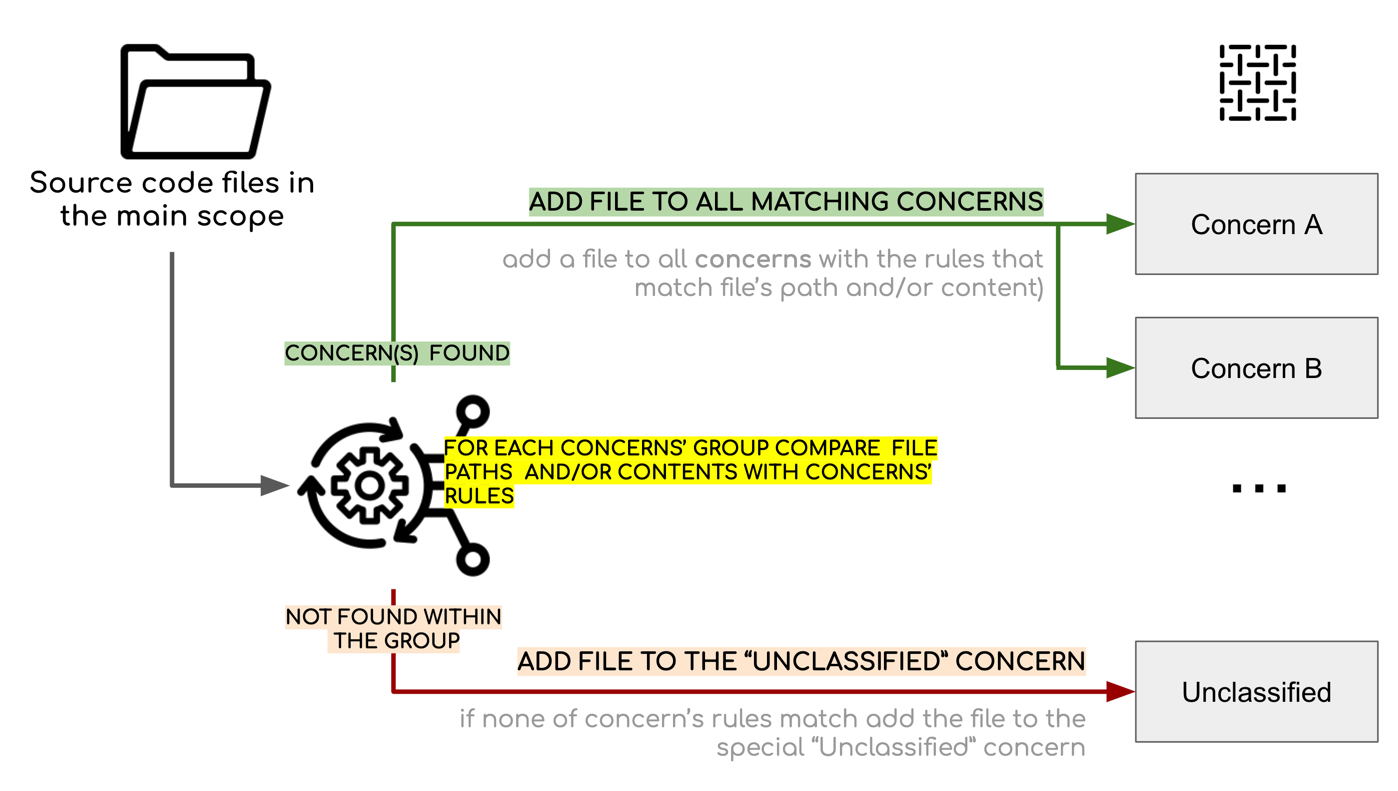 Source code files in
the main scope
ADD FILE TO ALL MATCHING CONCERNS
add a file to all concerns with the rules that
match file’s path and/or content)
Concern A
Concern B
CONCERN(S) FOUND
FOR EACH CONCERNS’ GROUP COMPARE FILE
PATHS AND/OR CONTENTS WITH CONCERNS’
RULES
...
NOT FOUND WITHIN
THE GROUP
ADD FILE TO THE “UNCLASSIFIED” CONCERN
if none of concern’s rules match add the file to the
special “Unclassified” concern
Unclassified